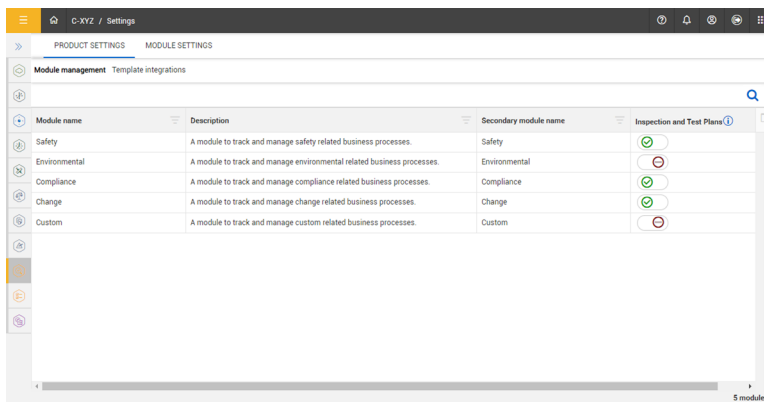 C-XYZ / Settings
PRODUCT SETTINGS MODULE SETTINGS
Module management Template integrations
Module name Description Secondary module name Inspection and Test Plans
Safety A module to track and manage safety related business processes. Safety
Environmental A module to track and manage environmental related business processes. Environmental
Compliance A module to track and manage compliance related business processes. Compliance
Change A module to track and manage change related business processes. Change
Custom A module to track and manage custom related business processes. Custom
5 module